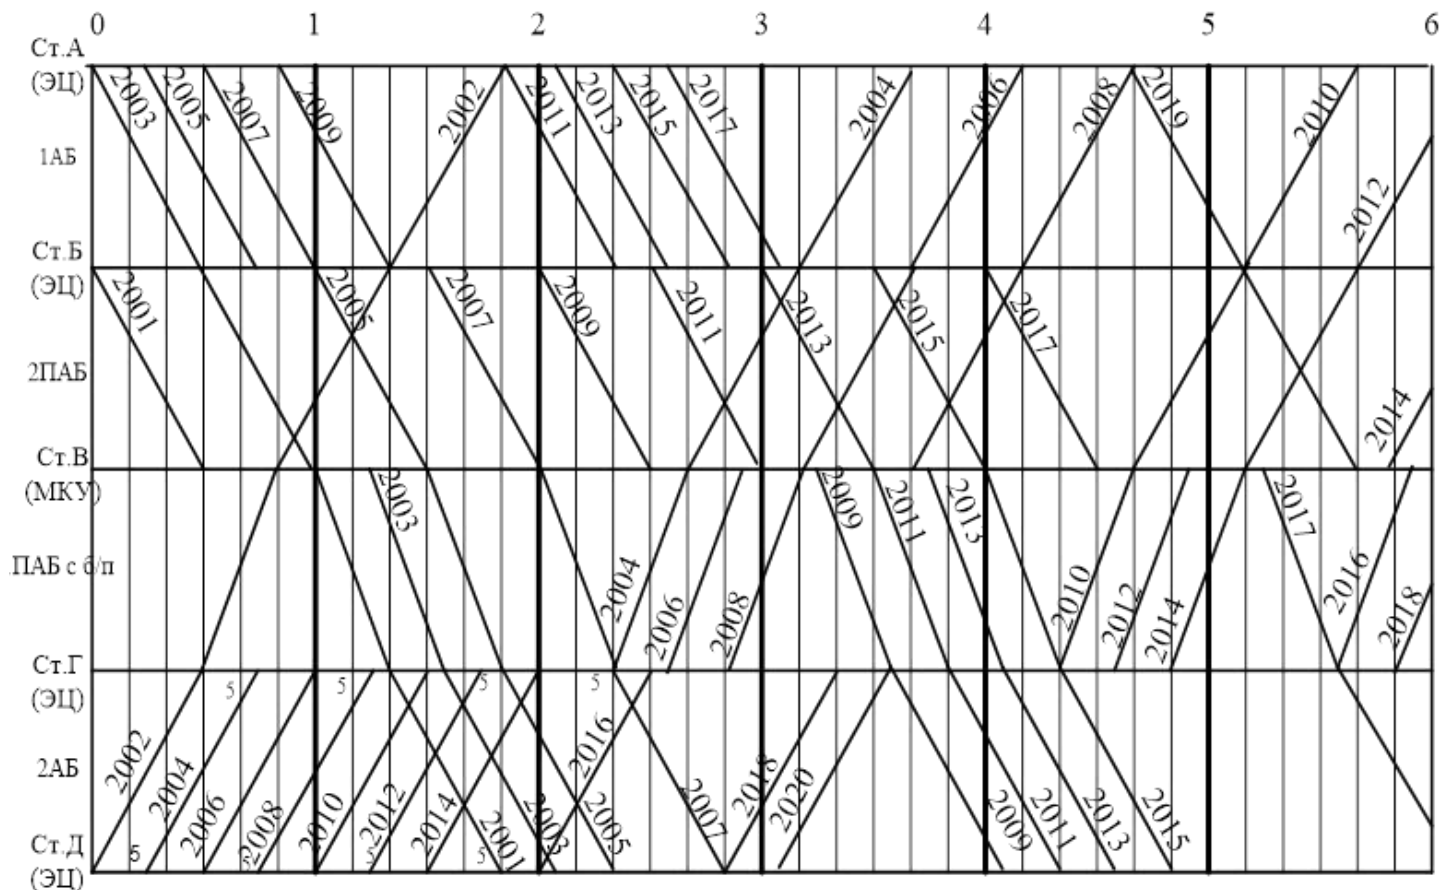 0 1 2 3 4 5 6
Ст.А
(ЭЦ)
2003 2005 2007 2009 2002 2011 2013 2015 2017 2004 2006 2008 2019 2010
1АБ
2012
Ст.Б
(ЭЦ)
2001 2005 2007 2009 2011 2013 2015 2017
2ПАБ
2014
Ст.В
(МКУ)
2003 2009 2011 2013 2017
.ПАБ с б/п
2004 2006 2008 2010 2012 2014 2016 2018
Ст.Г
(ЭЦ)
5 5 5 5
2АБ
2002 2004 2006 2008 2010 2012 2014 2001 2003 2016 2005 2007 2018 2020 2009 2011 2013 2015
Ст.Д
5 5 5 5
(ЭЦ)